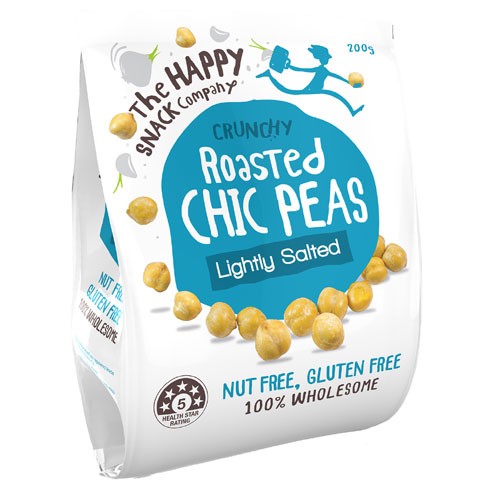 The HAPPY
SNACK Company
200g
CRUNCHY
Roasted
CHIC PEAS
Lightly Salted
NUT FREE, GLUTEN FREE
100% WHOLESOME
5
HEALTH STAR
RATING
NUT FREE
GLUTEN FREE
100% WHOLESOME